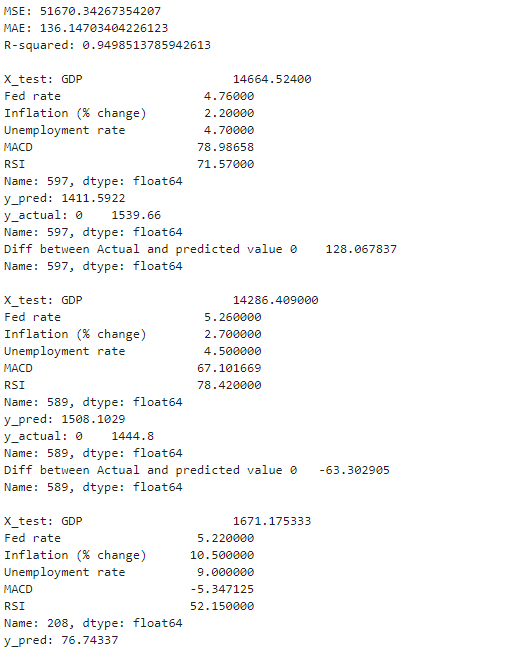 MSE: 51670.34267354207
MAE: 136.14703404226123
R-squared: 0.9498513785942613
X_test: GDP 14664.52400
Fed rate 4.76000
Inflation (% change) 2.20000
Unemployment rate 4.70000
MACD 78.98658
RSI 71.57000
Name: 597, dtype: float64
y_pred: 1411.5922
y_actual: 0 1539.66
Name: 597, dtype: float64
Diff between Actual and predicted value 0 128.067837
Name: 597, dtype: float64
X_test: GDP 14286.409000
Fed rate 5.260000
Inflation (% change) 2.700000
Unemployment rate 4.500000
MACD 67.101669
RSI 78.420000
Name: 589, dtype: float64
y_pred: 1508.1029
y_actual: 0 1444.8
Name: 589, dtype: float64
Diff between Actual and predicted value 0 -63.302905
Name: 589, dtype: float64
X_test: GDP 1671.175333
Fed rate 5.220000
Inflation (% change) 10.500000
Unemployment rate 9.000000
MACD -5.347125
RSI 52.150000
Name: 208, dtype: float64
y_pred: 76.74337